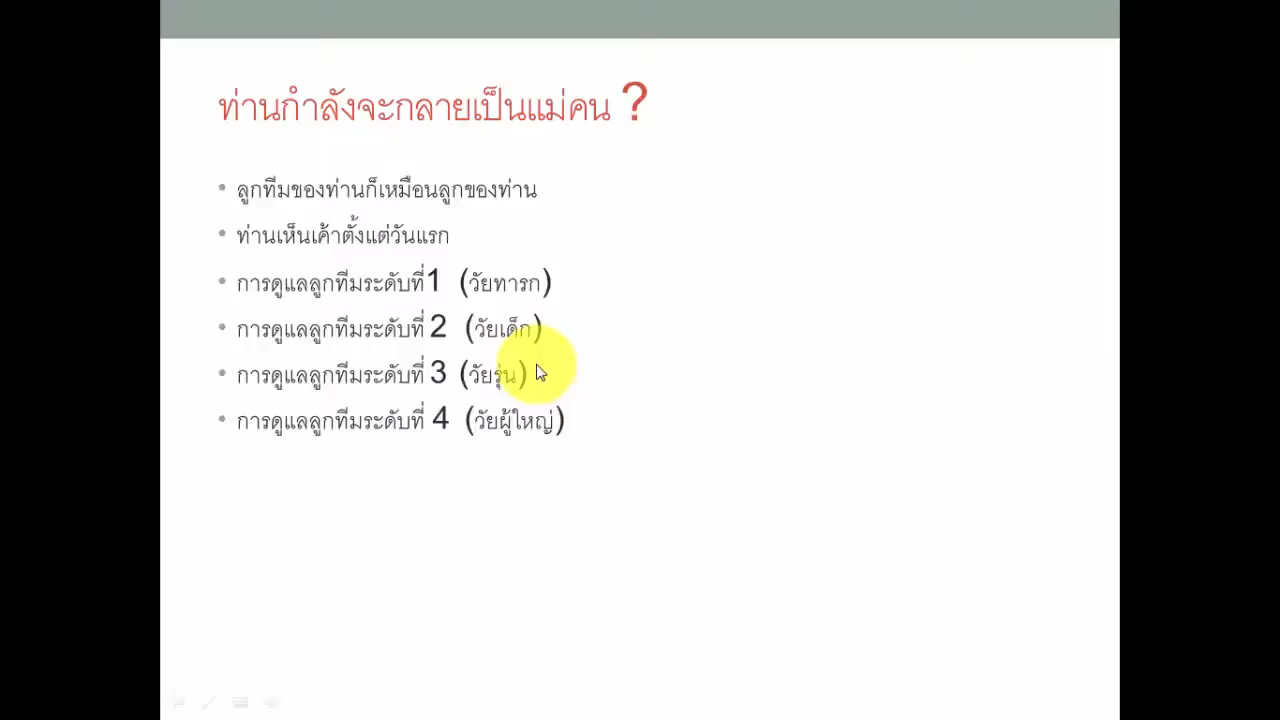 ท่านกำลังจะกลายเป็นแม่คน ?
• ลูกทีมของท่านก็เหมือนลูกของท่าน
• ท่านเห็นเค้าตั้งแต่วันแรก
• การดูแลลูกทีมระดับที่1 (วัยทารก)
• การดูแลลูกทีมระดับที่ 2 (วัยเด็ก)
• การดูแลลูกทีมระดับที่ 3 (วัยรุ่น)
• การดูแลลูกทีมระดับที่ 4 (วัยผู้ใหญ่)